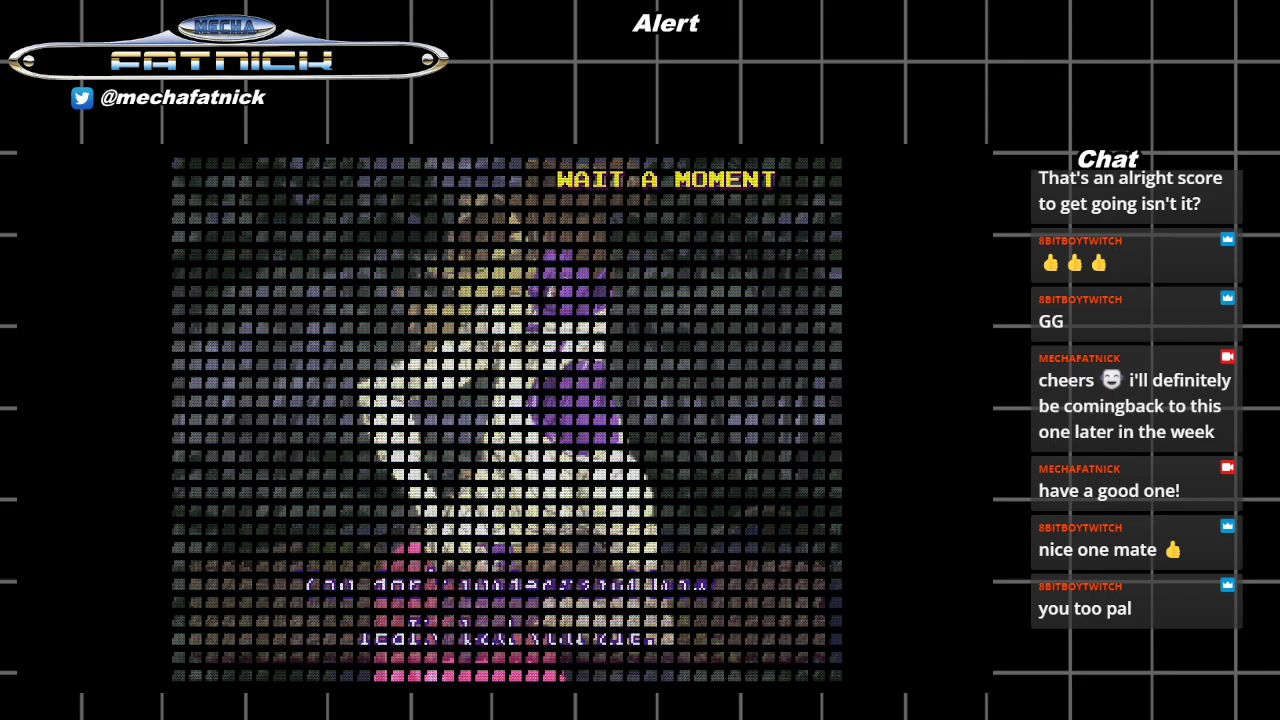 Alert
MECHA
FATNICK
@mechafatnick
WAIT A MOMENT
Chat
That's an alright score
to get going isn't it?
8BITBOYTWITCH
👍 👍 👍
8BITBOYTWITCH
GG
MECHAFATNICK
cheers i'll definitely
be comingback to this
one later in the week
MECHAFATNICK
have a good one!
8BITBOYTWITCH
nice one mate 👍
8BITBOYTWITCH
you too pal